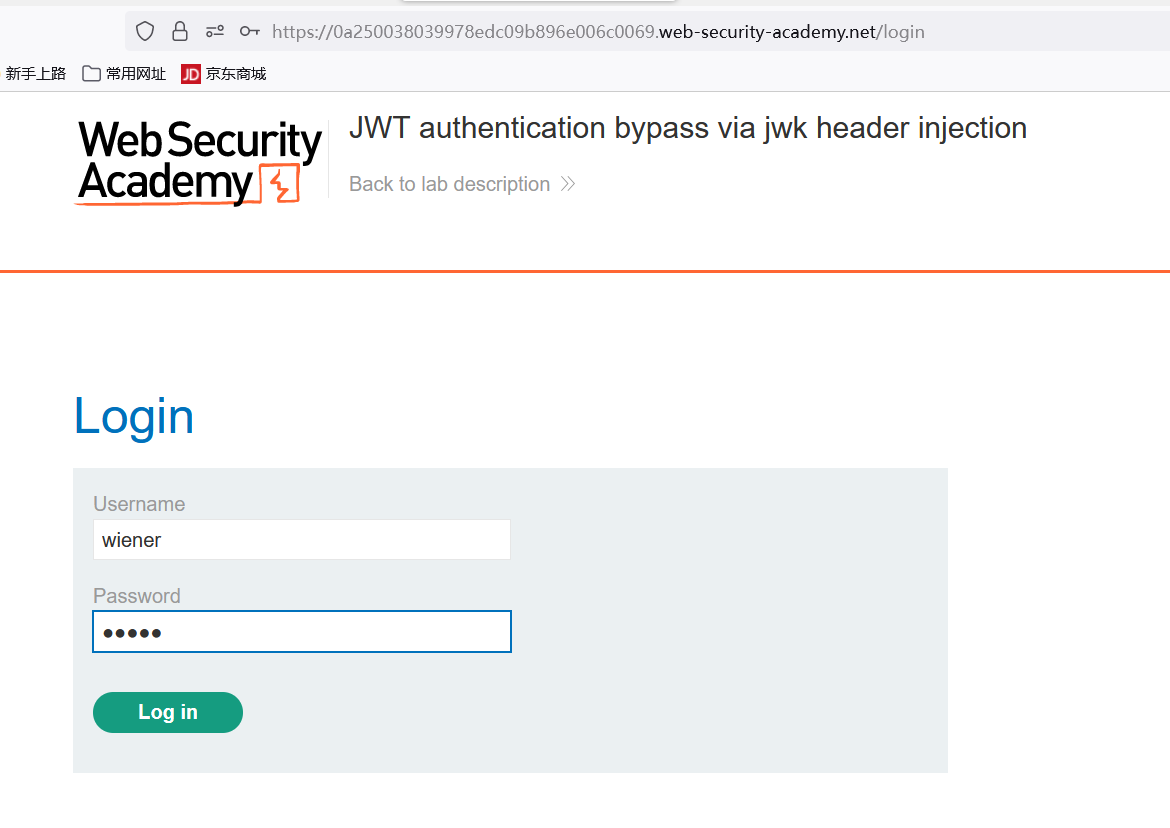 https://0a250038039978edc09b896e006c0069.web-security-academy.net/login
新手上路 常用网址 JD 京东商城
Web Security
Academy
JWT authentication bypass via jwk header injection
Back to lab description
Login
Username
wiener
Password
Log in